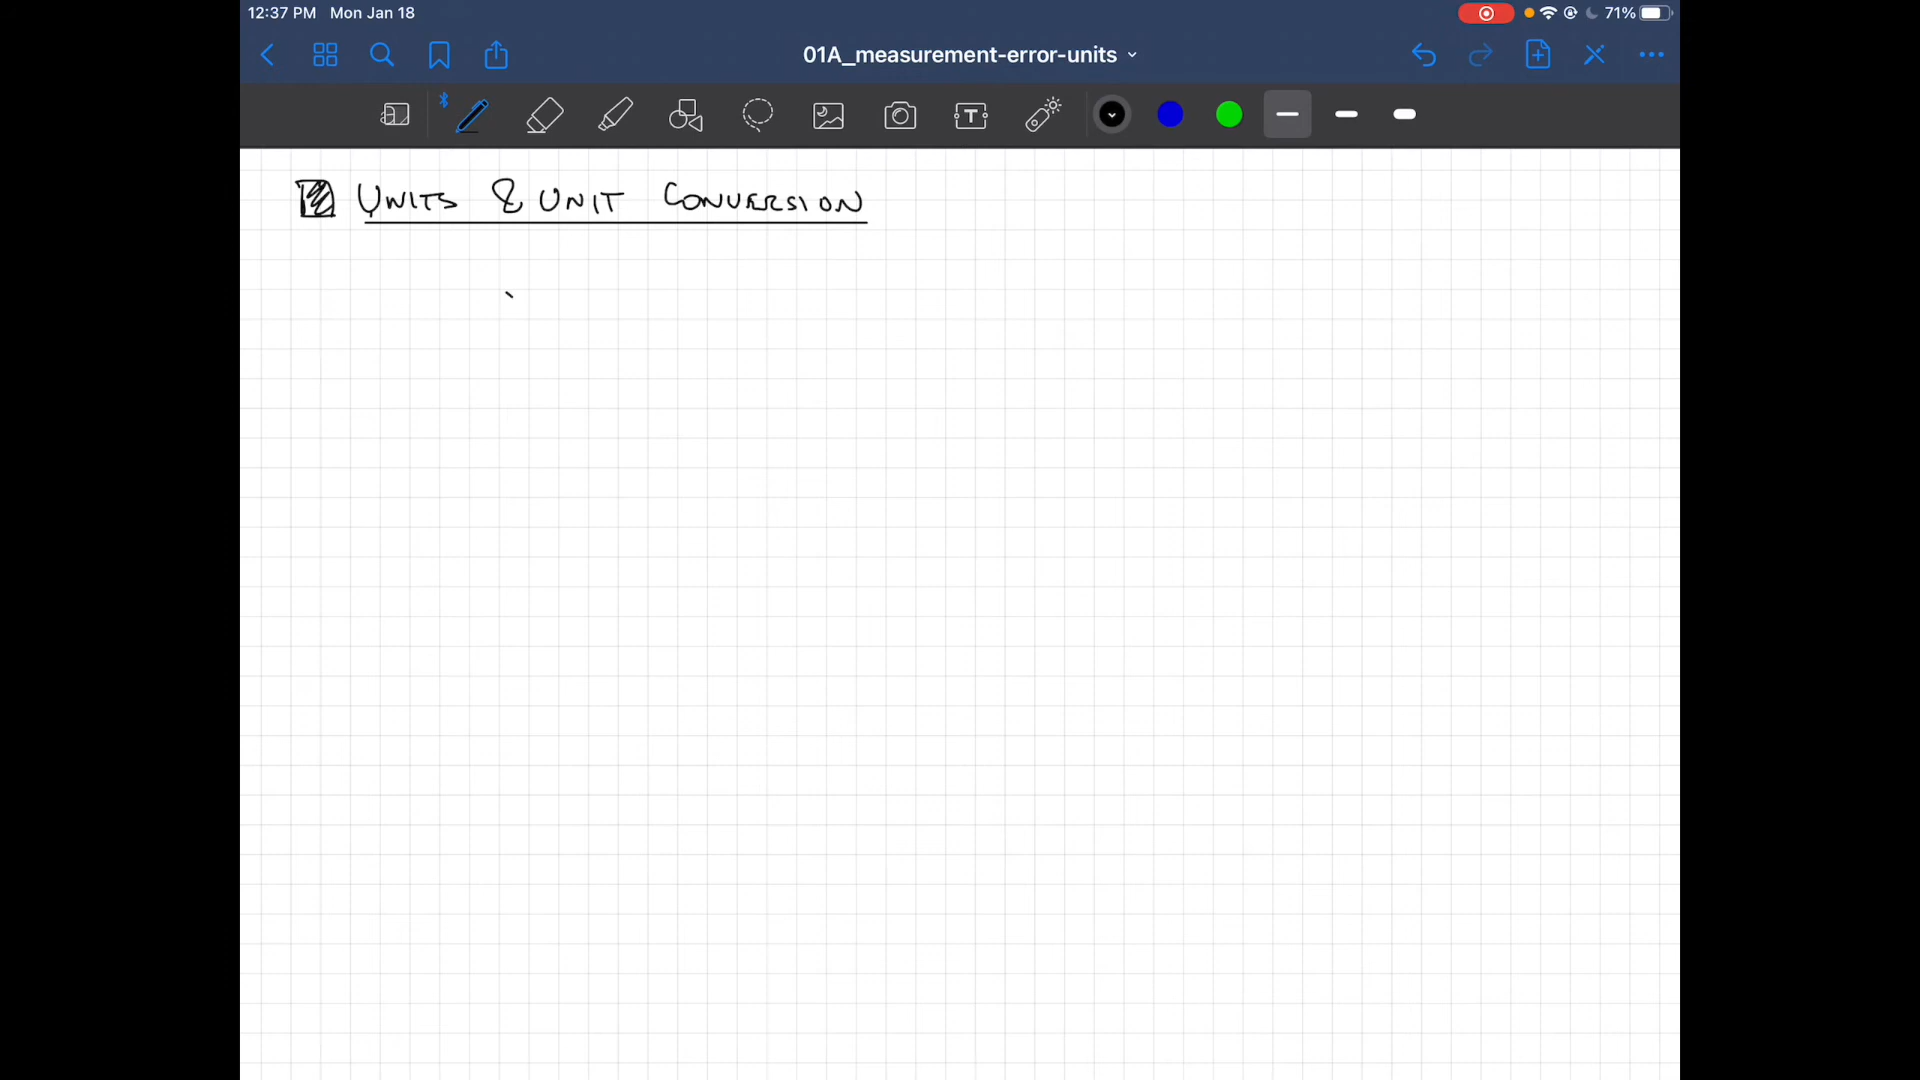 12:37 PM Mon Jan 18
71%
01A_measurement-error-units
T
UNITS & UNIT CONVERSION